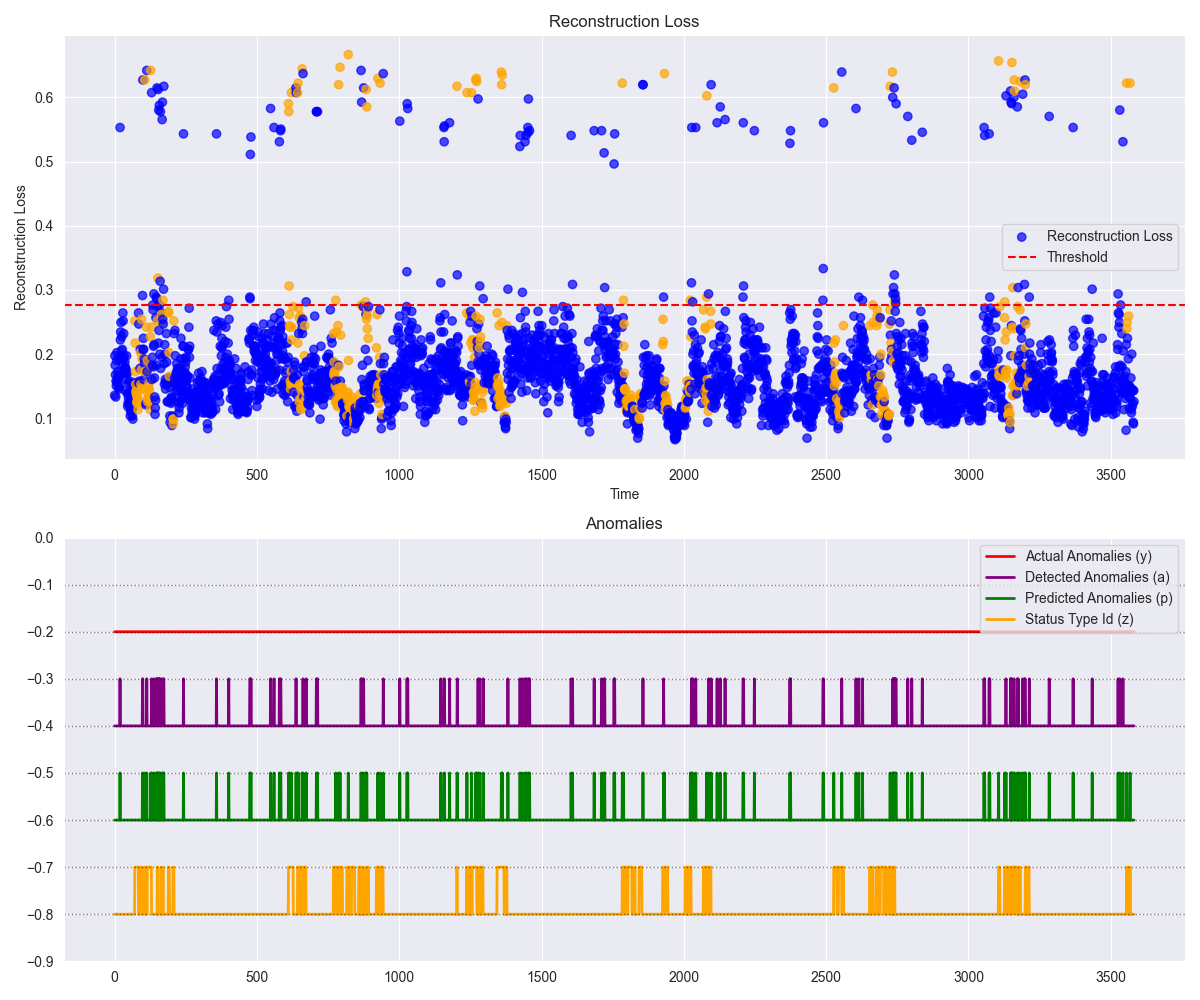 Reconstruction Loss
Reconstruction Loss
0.6
0.5
0.4
0.3
0.2
0.1
Reconstruction Loss
Threshold
0 500 1000 1500 2000 2500 3000 3500
Time
Anomalies
0.0
−0.1
−0.2
−0.3
−0.4
−0.5
−0.6
−0.7
−0.8
−0.9
Actual Anomalies (y)
Detected Anomalies (a)
Predicted Anomalies (p)
Status Type Id (z)
0 500 1000 1500 2000 2500 3000 3500